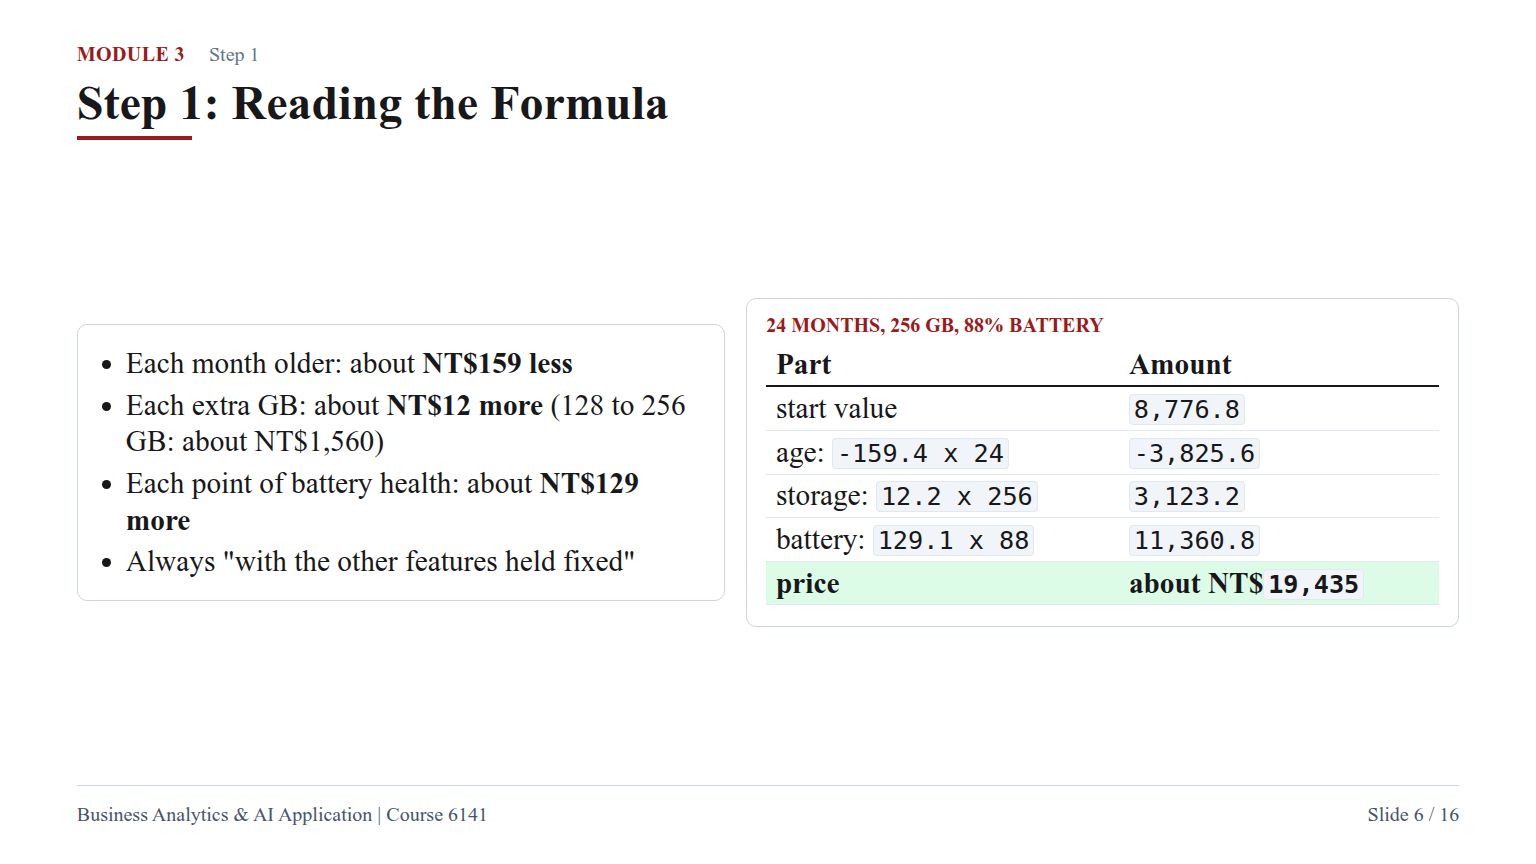 MODULE 3 Step 1
Step 1: Reading the Formula
• Each month older: about NT$159 less
• Each extra GB: about NT$12 more (128 to 256
GB: about NT$1,560)
• Each point of battery health: about NT$129
more
• Always "with the other features held fixed"
24 MONTHS, 256 GB, 88% BATTERY
Part Amount
start value 8,776.8
age: -159.4 x 24 -3,825.6
storage: 12.2 x 256 3,123.2
battery: 129.1 x 88 11,360.8
price about NT$19,435
Business Analytics & AI Application | Course 6141
Slide 6 / 16